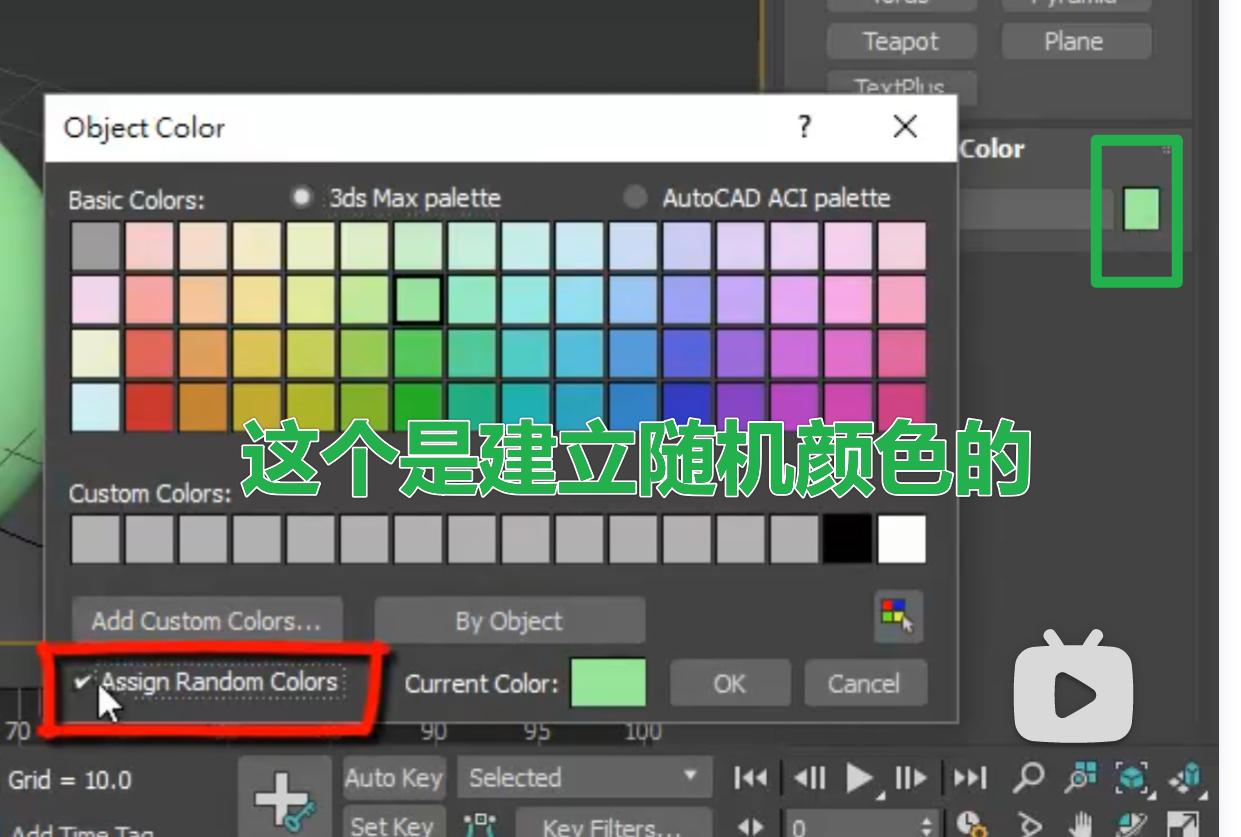 Torus Pyramid
Teapot Plane
TextPlus
Object Color ? Color
Basic Colors: 3ds Max palette AutoCAD ACI palette
这个是建立随机颜色的
Custom Colors:
Add Custom Colors... By Object
Assign Random Colors Current Color: OK Cancel
70 90 95 100
Grid = 10.0 Auto Key Selected
Add Time Tag Set Key Key Filters... 0